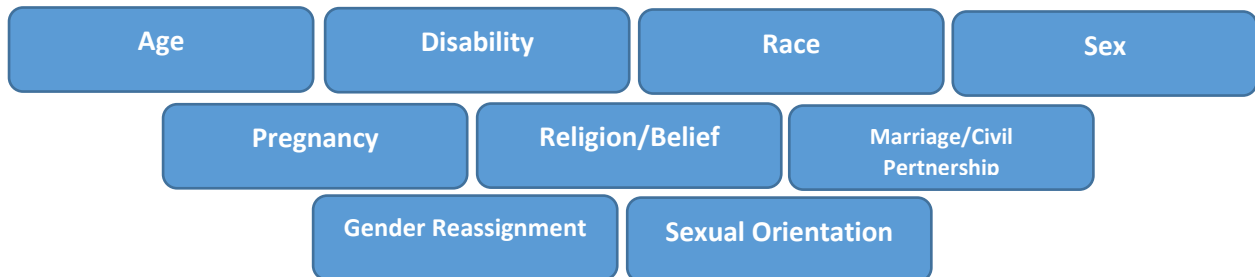 Age
Disability
Race
Sex
Pregnancy
Religion/Belief
Marriage/Civil
Pertnership
Gender Reassignment
Sexual Orientation